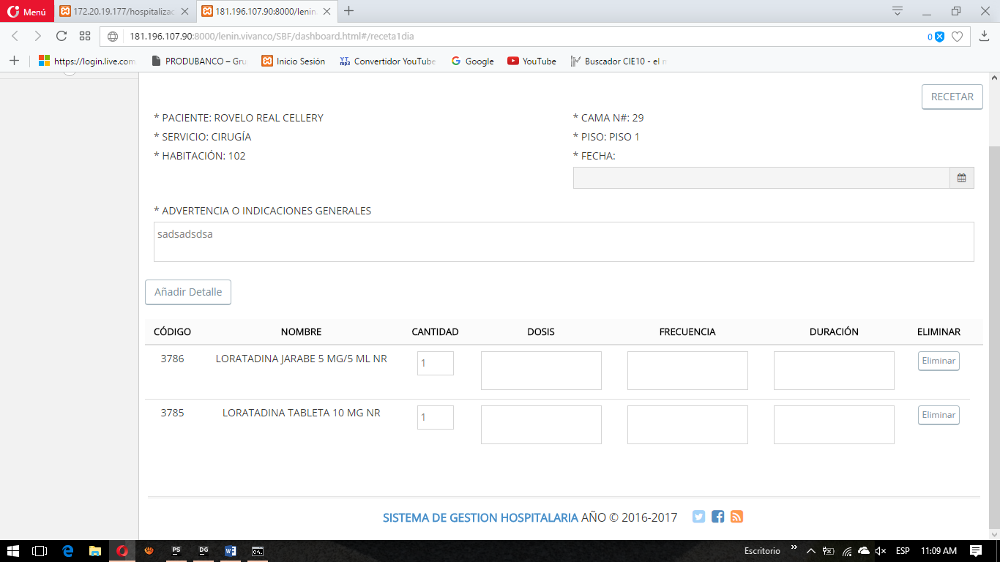 Menú
172.20.19.177/hospitalizac
181.196.107.90:8000/lenin.
181.196.107.90:8000/lenin.vivanco/SBF/dashboard.html#/receta1dia
0
https://login.live.com
PRODUBANCO – Gru
Inicio Sesión
Convertidor YouTube
Google
YouTube
Buscador CIE10 - el n
RECETAR
* PACIENTE: ROVELO REAL CELLERY
* CAMA N#: 29
* SERVICIO: CIRUGÍA
* PISO: PISO 1
* HABITACIÓN: 102
* FECHA:
* ADVERTENCIA O INDICACIONES GENERALES
sadsadsdsa
Añadir Detalle
CÓDIGO NOMBRE CANTIDAD DOSIS FRECUENCIA DURACIÓN ELIMINAR
3786 LORATADINA JARABE 5 MG/5 ML NR 1 Eliminar
3785 LORATADINA TABLETA 10 MG NR 1 Eliminar
SISTEMA DE GESTION HOSPITALARIA AÑO © 2016-2017
PS DG Escritorio ESP 11:09 AM